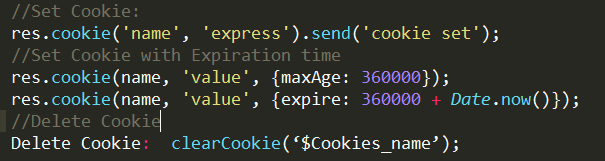 //Set Cookie:
res.cookie('name', 'express').send('cookie set');
//Set Cookie with Expiration time
res.cookie(name, 'value', {maxAge: 360000});
res.cookie(name, 'value', {expire: 360000 + Date.now()});
//Delete Cookie
Delete Cookie:  clearCookie(‘$Cookies_name’);